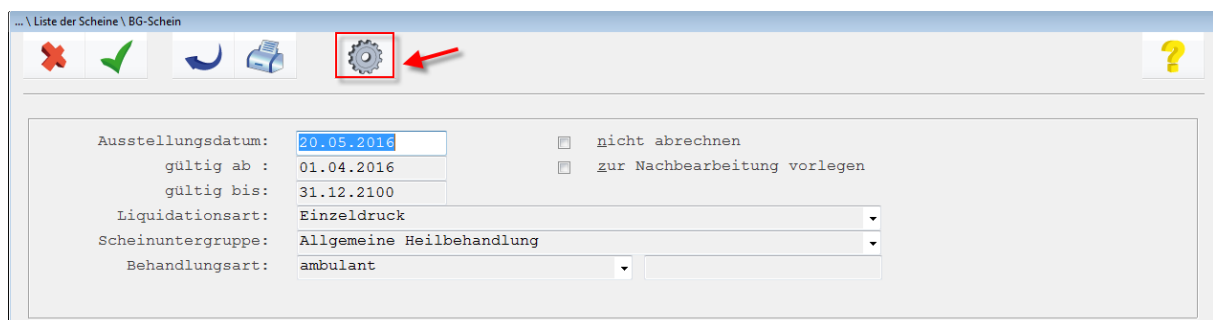 ... \ Liste der Scheine \ BG-Schein
?
Ausstellungsdatum: 20.05.2016 nicht abrechnen
gültig ab : 01.04.2016 zur Nachbearbeitung vorlegen
gültig bis: 31.12.2100
Liquidationsart: Einzeldruck
Scheinuntergruppe: Allgemeine Heilbehandlung
Behandlungsart: ambulant